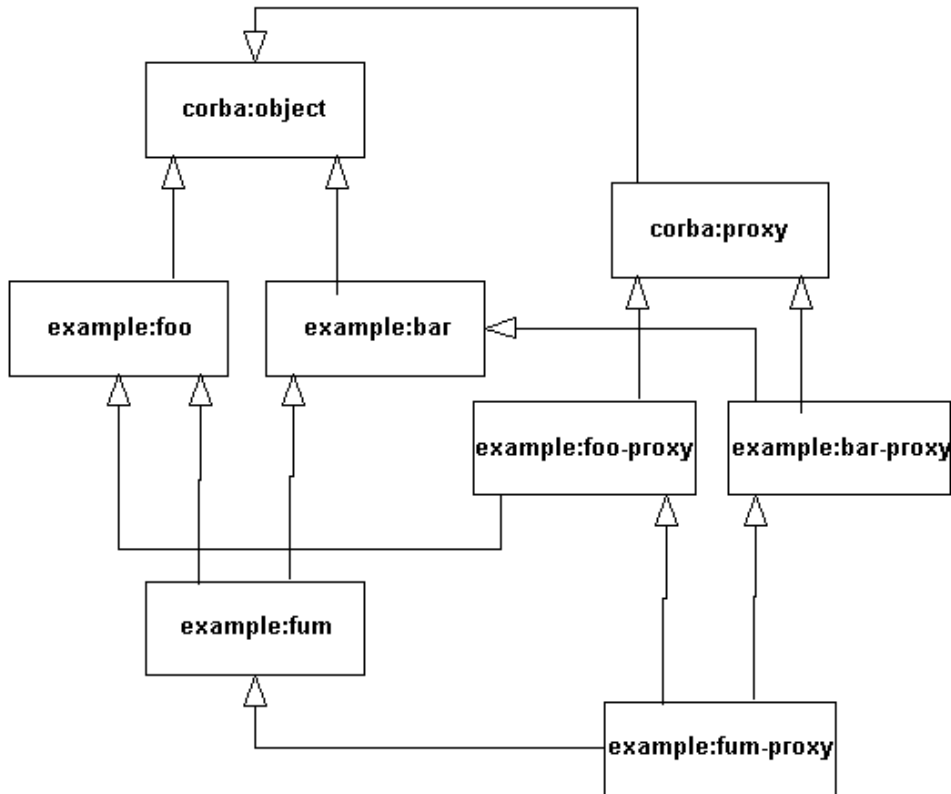 corba:object
corba:proxy
example:foo
example:bar
example:foo-proxy
example:bar-proxy
example:fum
example:fum-proxy